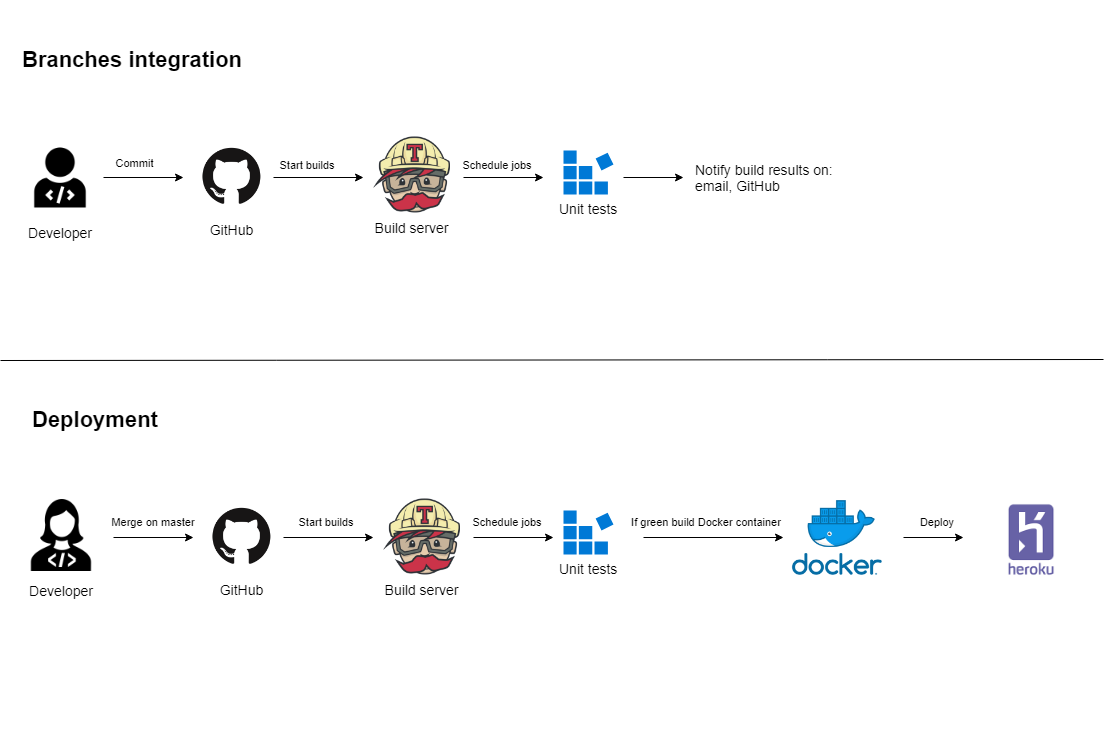 Branches integration
Commit
Start builds
Schedule jobs
Notify build results on:
email, GitHub
Developer
GitHub
T
Build server
Unit tests
Deployment
Merge on master
Start builds
Schedule jobs
If green build Docker container
Deploy
Developer
GitHub
T
Build server
Unit tests
docker
heroku